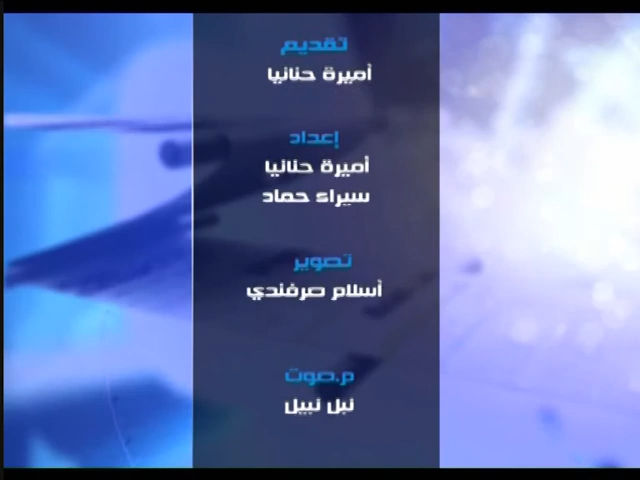 تقديم
أميرة حنانيا
إعداد
أميرة حنانيا
سيراء حماد
تصوير
أسلام صرفندي
م.صوت
نبل نبيل